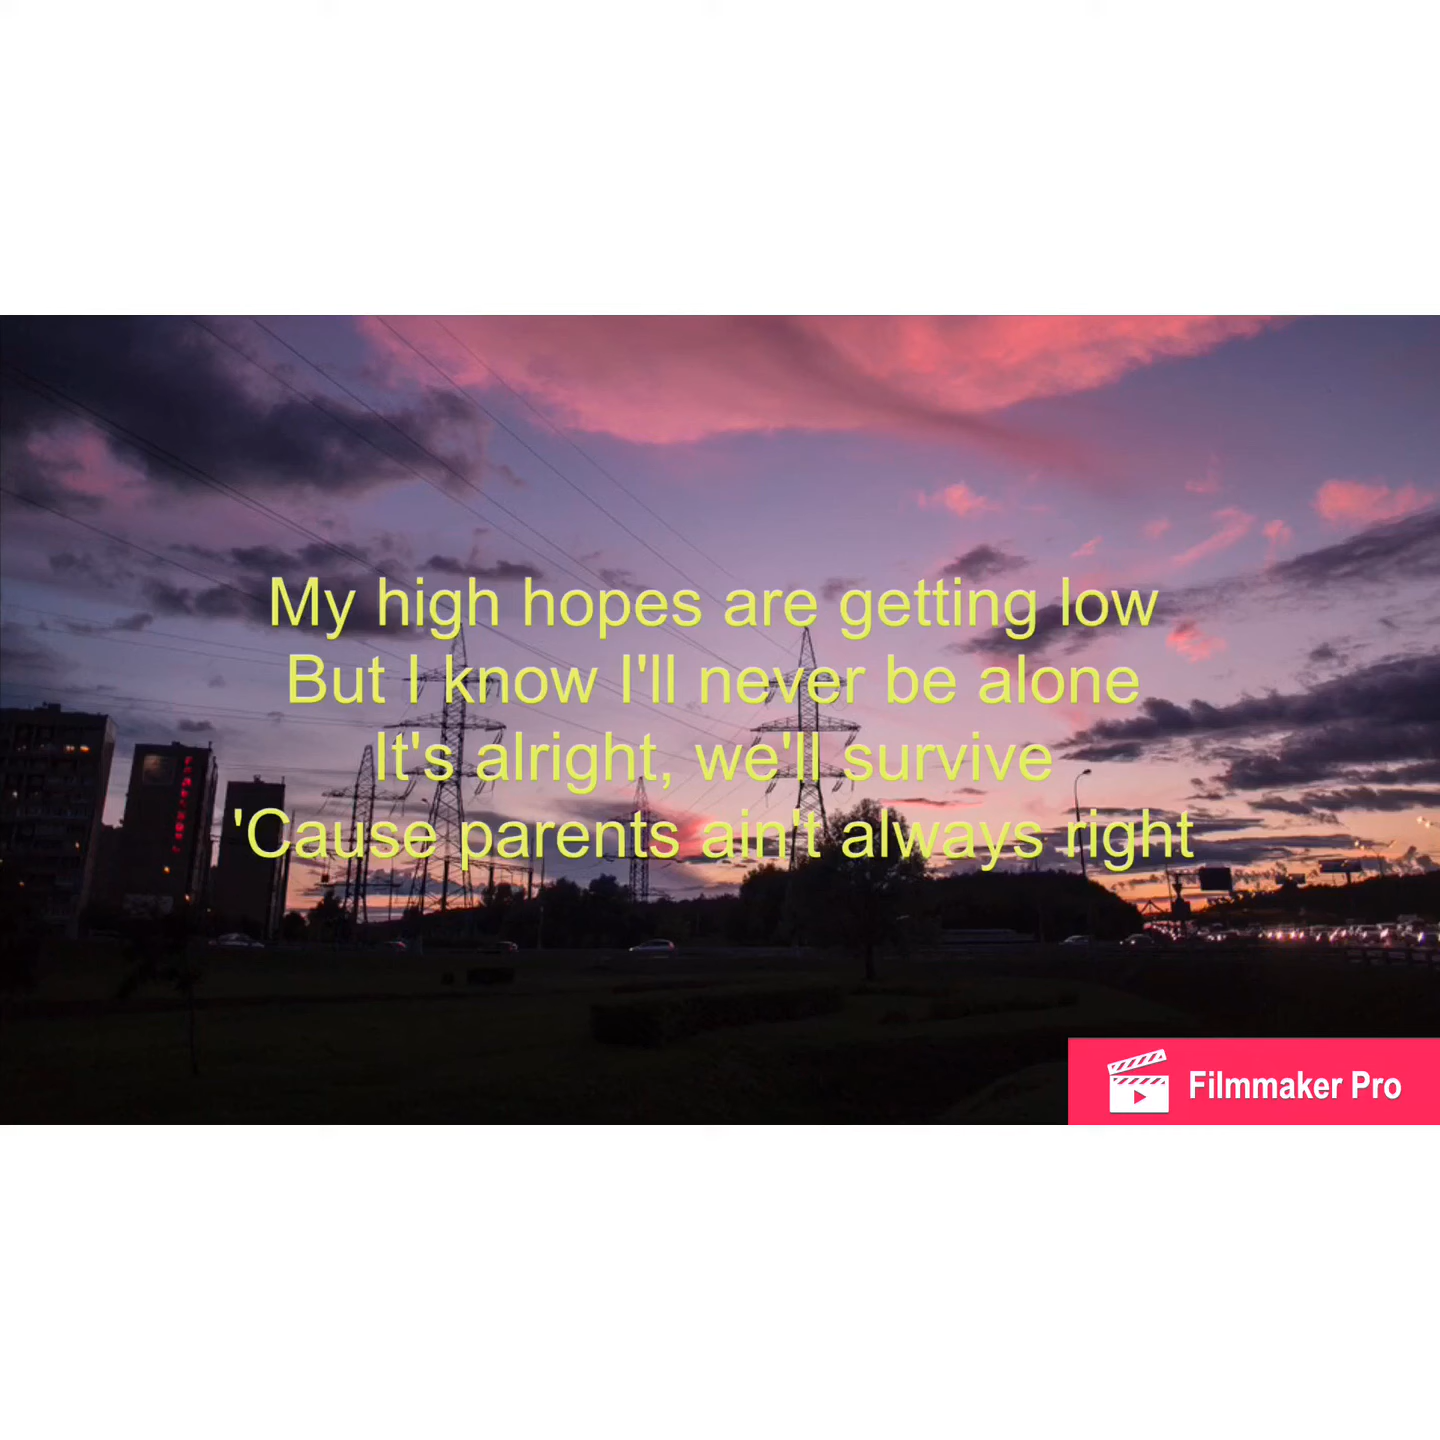 My high hopes are getting low
But I know I'll never be alone
It's alright, we'll survive
'Cause parents ain't always right
Filmmaker Pro